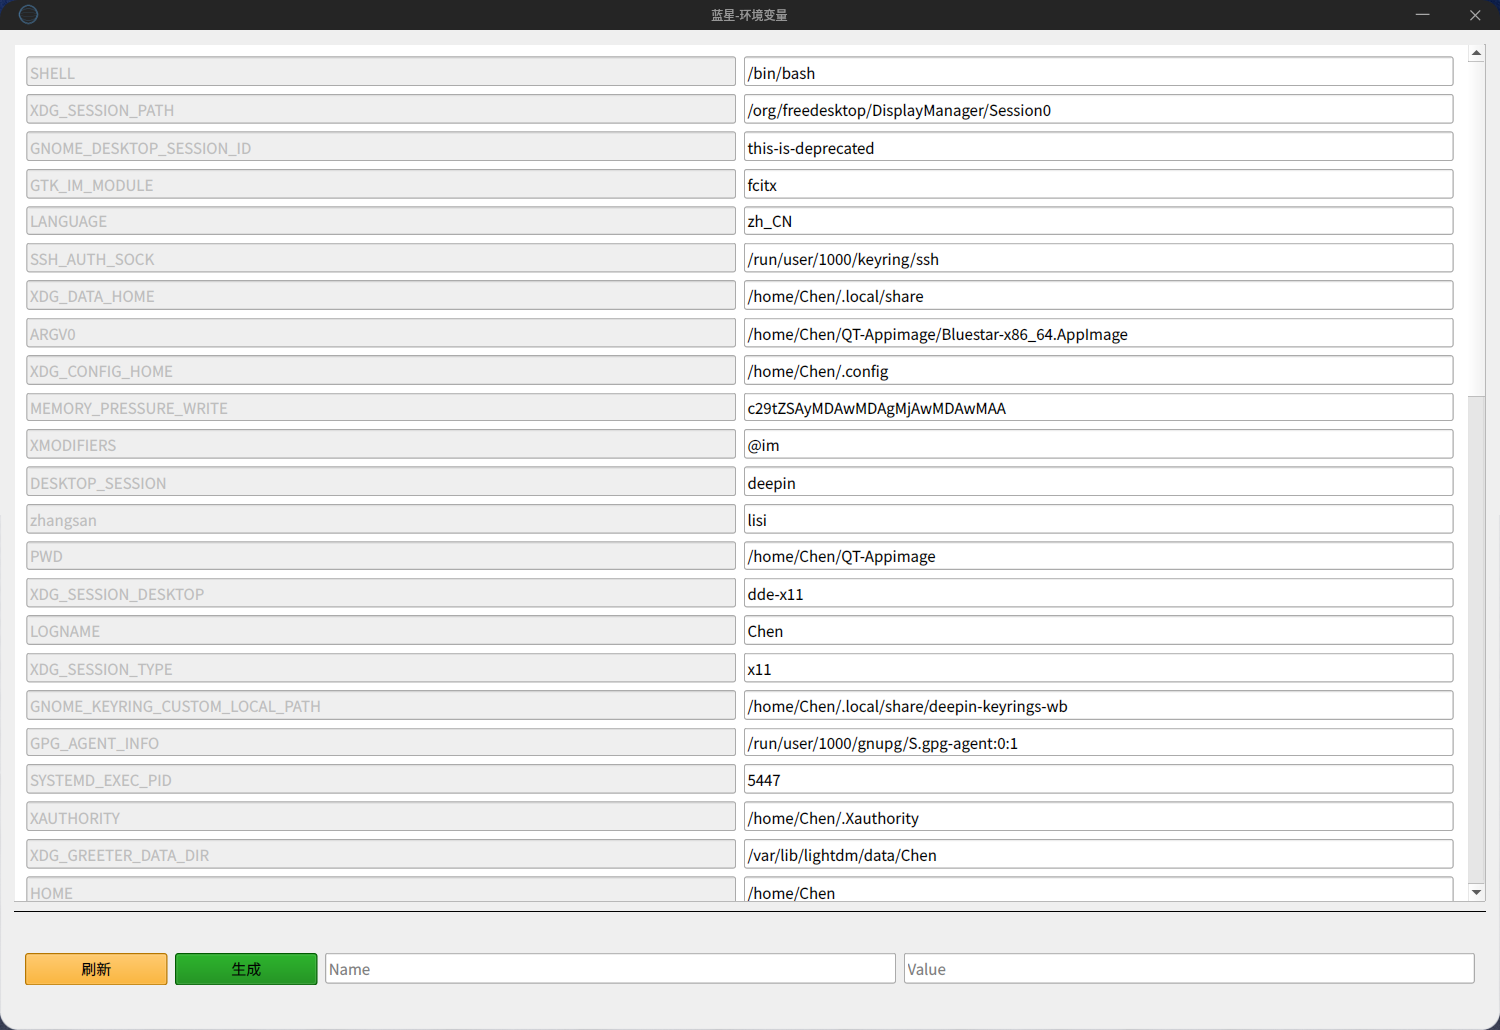 蓝星-环境变量
SHELL /bin/bash
XDG_SESSION_PATH /org/freedesktop/DisplayManager/Session0
GNOME_DESKTOP_SESSION_ID this-is-deprecated
GTK_IM_MODULE fcitx
LANGUAGE zh_CN
SSH_AUTH_SOCK /run/user/1000/keyring/ssh
XDG_DATA_HOME /home/Chen/.local/share
ARGV0 /home/Chen/QT-Appimage/Bluestar-x86_64.AppImage
XDG_CONFIG_HOME /home/Chen/.config
MEMORY_PRESSURE_WRITE c29tZSAyMDAwMDAgMjAwMDAwMAA
XMODIFIERS @im
DESKTOP_SESSION deepin
zhangsan lisi
PWD /home/Chen/QT-Appimage
XDG_SESSION_DESKTOP dde-x11
LOGNAME Chen
XDG_SESSION_TYPE x11
GNOME_KEYRING_CUSTOM_LOCAL_PATH /home/Chen/.local/share/deepin-keyrings-wb
GPG_AGENT_INFO /run/user/1000/gnupg/S.gpg-agent:0:1
SYSTEMD_EXEC_PID 5447
XAUTHORITY /home/Chen/.Xauthority
XDG_GREETER_DATA_DIR /var/lib/lightdm/data/Chen
HOME /home/Chen
刷新 生成 Name Value